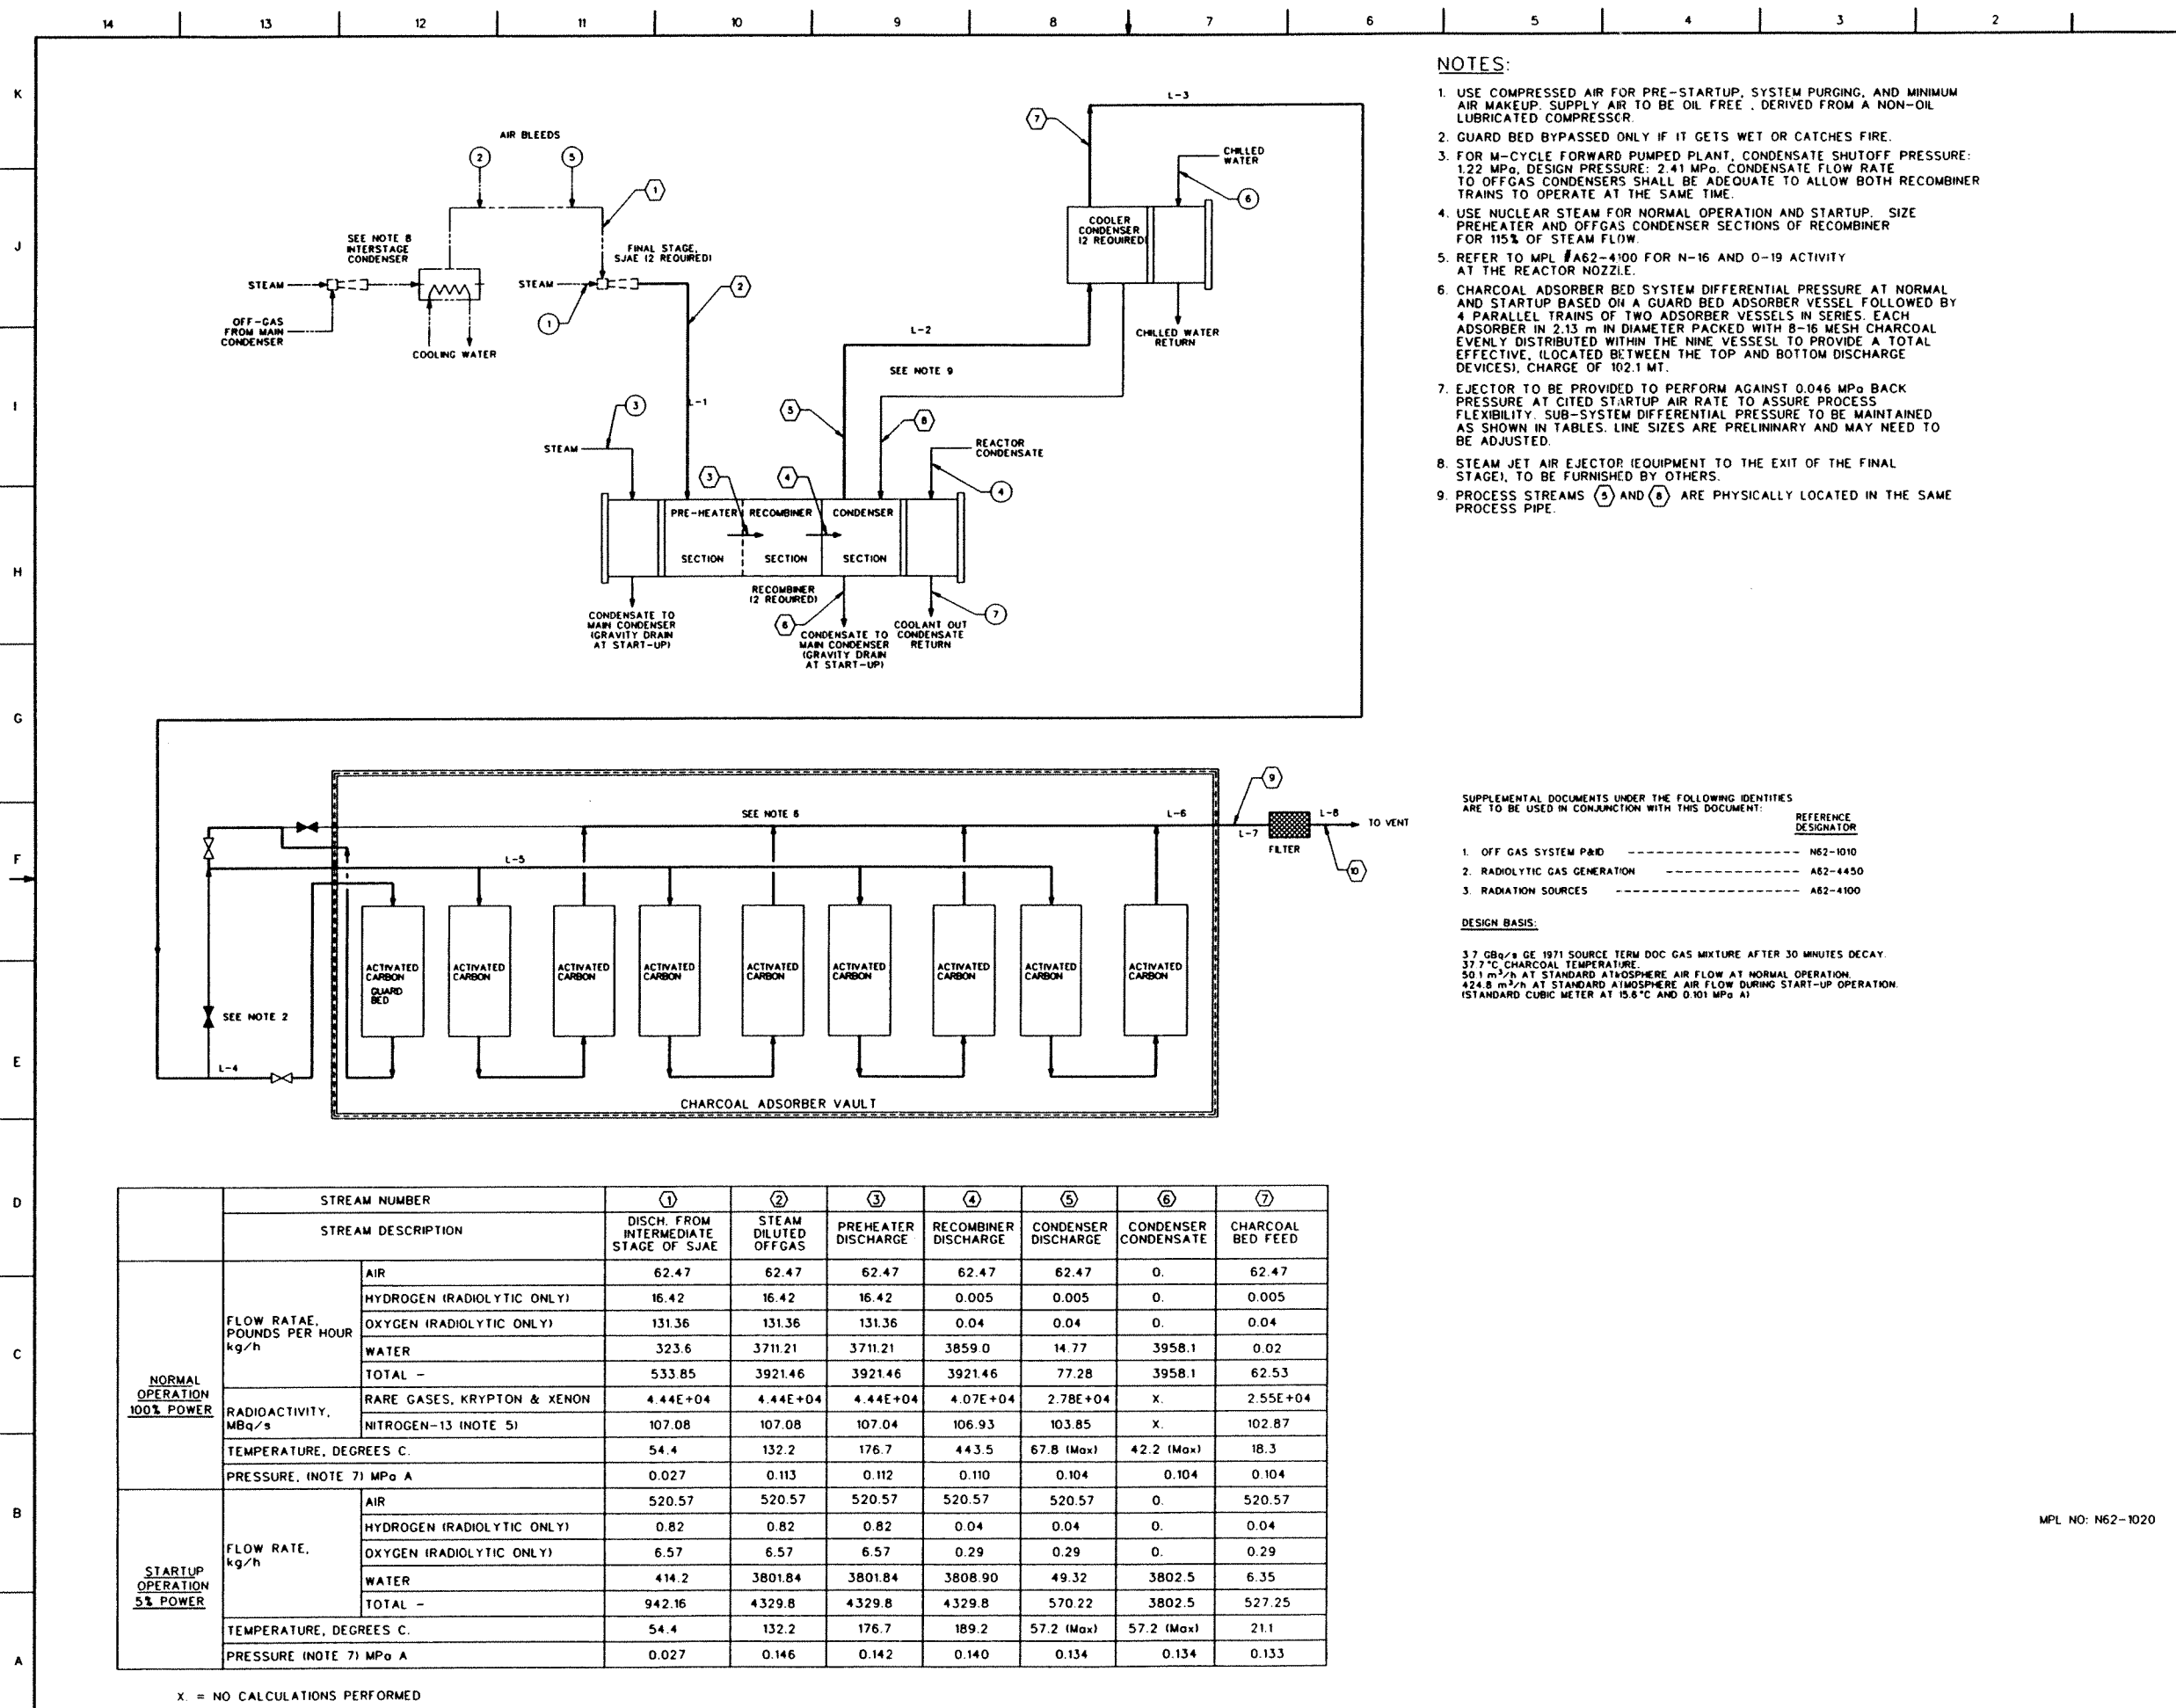 14 13 12 11 10 9 8 7 6 5 4 3 2
K
J
I
H
G
F
E
D
C
B
A
AIR BLEEDS
2
5
1
SEE NOTE 8
INTERSTAGE
CONDENSER
STEAM
OFF-GAS
FROM MAIN
CONDENSER
COOLING WATER
FINAL STAGE,
SJAE (2 REQUIRED)
STEAM
1
2
L-1
3
STEAM
L-2
SEE NOTE 9
5
8
REACTOR
CONDENSATE
4
L-3
7
CHILLED
WATER
6
COOLER
CONDENSER
(2 REQUIRED)
CHILLED WATER
RETURN
3
4
PRE-HEATER
SECTION
RECOMBINER
SECTION
CONDENSER
SECTION
RECOMBINER
(2 REQUIRED)
CONDENSATE TO
MAIN CONDENSER
(GRAVITY DRAIN
AT START-UP)
6
CONDENSATE TO
MAIN CONDENSER
(GRAVITY DRAIN
AT START-UP)
COOLANT OUT
CONDENSATE
RETURN
7
SEE NOTE 6
L-6
9
L-7
L-8
TO VENT
FILTER
10
L-5
SEE NOTE 2
L-4
ACTIVATED
CARBON
GUARD
BED
ACTIVATED
CARBON
ACTIVATED
CARBON
ACTIVATED
CARBON
ACTIVATED
CARBON
ACTIVATED
CARBON
ACTIVATED
CARBON
ACTIVATED
CARBON
ACTIVATED
CARBON
CHARCOAL ADSORBER VAULT
NOTES:
1. USE COMPRESSED AIR FOR PRE-STARTUP, SYSTEM PURGING, AND MINIMUM
AIR MAKEUP. SUPPLY AIR TO BE OIL FREE . DERIVED FROM A NON-OIL
LUBRICATED COMPRESSOR.
2. GUARD BED BYPASSED ONLY IF IT GETS WET OR CATCHES FIRE.
3. FOR M-CYCLE FORWARD PUMPED PLANT, CONDENSATE SHUTOFF PRESSURE:
1.22 MPa, DESIGN PRESSURE: 2.41 MPa. CONDENSATE FLOW RATE
TO OFFGAS CONDENSERS SHALL BE ADEQUATE TO ALLOW BOTH RECOMBINER
TRAINS TO OPERATE AT THE SAME TIME.
4. USE NUCLEAR STEAM FOR NORMAL OPERATION AND STARTUP. SIZE
PREHEATER AND OFFGAS CONDENSER SECTIONS OF RECOMBINER
FOR 115% OF STEAM FLOW.
5. REFER TO MPL #A62-4100 FOR N-16 AND O-19 ACTIVITY
AT THE REACTOR NOZZLE.
6. CHARCOAL ADSORBER BED SYSTEM DIFFERENTIAL PRESSURE AT NORMAL
AND STARTUP BASED ON A GUARD BED ADSORBER VESSEL FOLLOWED BY
4 PARALLEL TRAINS OF TWO ADSORBER VESSELS IN SERIES. EACH
ADSORBER IN 2.13 m IN DIAMETER PACKED WITH 8-16 MESH CHARCOAL
EVENLY DISTRIBUTED WITHIN THE NINE VESSESL TO PROVIDE A TOTAL
EFFECTIVE, (LOCATED BETWEEN THE TOP AND BOTTOM DISCHARGE
DEVICES), CHARGE OF 102.1 MT.
7. EJECTOR TO BE PROVIDED TO PERFORM AGAINST 0.046 MPa BACK
PRESSURE AT CITED STARTUP AIR RATE TO ASSURE PROCESS
FLEXIBILITY. SUB-SYSTEM DIFFERENTIAL PRESSURE TO BE MAINTAINED
AS SHOWN IN TABLES. LINE SIZES ARE PRELININARY AND MAY NEED TO
BE ADJUSTED.
8. STEAM JET AIR EJECTOR (EQUIPMENT TO THE EXIT OF THE FINAL
STAGE), TO BE FURNISHED BY OTHERS.
9. PROCESS STREAMS 5 AND 8 ARE PHYSICALLY LOCATED IN THE SAME
PROCESS PIPE.
SUPPLEMENTAL DOCUMENTS UNDER THE FOLLOWING IDENTITIES
ARE TO BE USED IN CONJUNCTION WITH THIS DOCUMENT:
REFERENCE
DESIGNATOR
1. OFF GAS SYSTEM P&ID ------------------ N62-1010
2. RADIOLYTIC GAS GENERATION -------------- A62-4450
3. RADIATION SOURCES ------------------- A62-4100
DESIGN BASIS:
3.7 GBq/s GE 1971 SOURCE TERM DOC GAS MIXTURE AFTER 30 MINUTES DECAY.
37.7°C CHARCOAL TEMPERATURE.
50.1 m³/h AT STANDARD ATMOSPHERE AIR FLOW AT NORMAL OPERATION.
424.8 m³/h AT STANDARD ATMOSPHERE AIR FLOW DURING START-UP OPERATION.
(STANDARD CUBIC METER AT 15.6°C AND 0.101 MPa A)
STREAM NUMBER 1 2 3 4 5 6 7
STREAM DESCRIPTION
DISCH. FROM
INTERMEDIATE
STAGE OF SJAE
STEAM
DILUTED
OFFGAS
PREHEATER
DISCHARGE
RECOMBINER
DISCHARGE
CONDENSER
DISCHARGE
CONDENSER
CONDENSATE
CHARCOAL
BED FEED
NORMAL
OPERATION
100% POWER
FLOW RATAE,
POUNDS PER HOUR
kg/h
AIR 62.47 62.47 62.47 62.47 62.47 0. 62.47
HYDROGEN (RADIOLYTIC ONLY) 16.42 16.42 16.42 0.005 0.005 0. 0.005
OXYGEN (RADIOLYTIC ONLY) 131.36 131.36 131.36 0.04 0.04 0. 0.04
WATER 323.6 3711.21 3711.21 3859.0 14.77 3958.1 0.02
TOTAL - 533.85 3921.46 3921.46 3921.46 77.28 3958.1 62.53
RADIOACTIVITY,
MBq/s
RARE GASES, KRYPTON & XENON 4.44E+04 4.44E+04 4.44E+04 4.07E+04 2.78E+04 X. 2.55E+04
NITROGEN-13 (NOTE 5) 107.08 107.08 107.04 106.93 103.85 X. 102.87
TEMPERATURE, DEGREES C. 54.4 132.2 176.7 443.5 67.8 (Max) 42.2 (Max) 18.3
PRESSURE, (NOTE 7) MPa A 0.027 0.113 0.112 0.110 0.104 0.104 0.104
STARTUP
OPERATION
5% POWER
FLOW RATE,
kg/h
AIR 520.57 520.57 520.57 520.57 520.57 0. 520.57
HYDROGEN (RADIOLYTIC ONLY) 0.82 0.82 0.82 0.04 0.04 0. 0.04
OXYGEN (RADIOLYTIC ONLY) 6.57 6.57 6.57 0.29 0.29 0. 0.29
WATER 414.2 3801.84 3801.84 3808.90 49.32 3802.5 6.35
TOTAL - 942.16 4329.8 4329.8 4329.8 570.22 3802.5 527.25
TEMPERATURE, DEGREES C. 54.4 132.2 176.7 189.2 57.2 (Max) 57.2 (Max) 21.1
PRESSURE (NOTE 7) MPa A 0.027 0.146 0.142 0.140 0.134 0.134 0.133
X. = NO CALCULATIONS PERFORMED
MPL NO: N62-1020